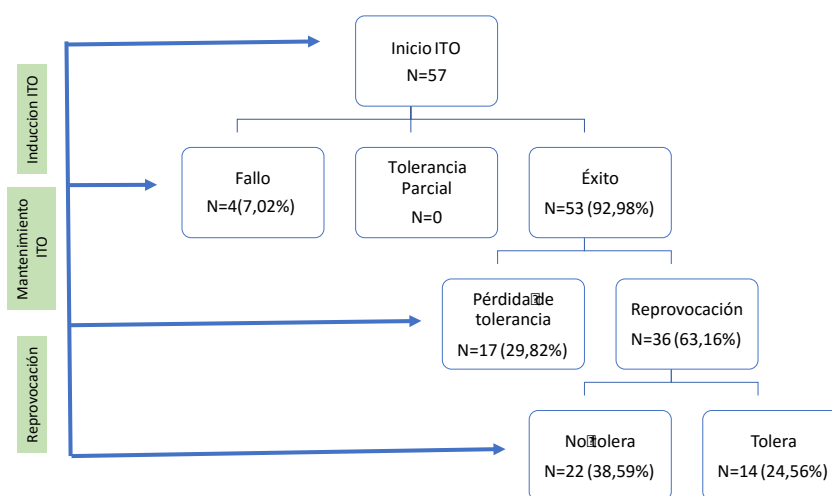 Inicio ITO
N=57
Induccion ITO
Fallo
N=4(7,02%)
Tolerancia
Parcial
N=0
Éxito
N=53 (92,98%)
Mantenimiento
ITO
Pérdida de
tolerancia
N=17 (29,82%)
Reprovocación
N=36 (63,16%)
Reprovocación
No tolera
N=22 (38,59%)
Tolera
N=14 (24,56%)